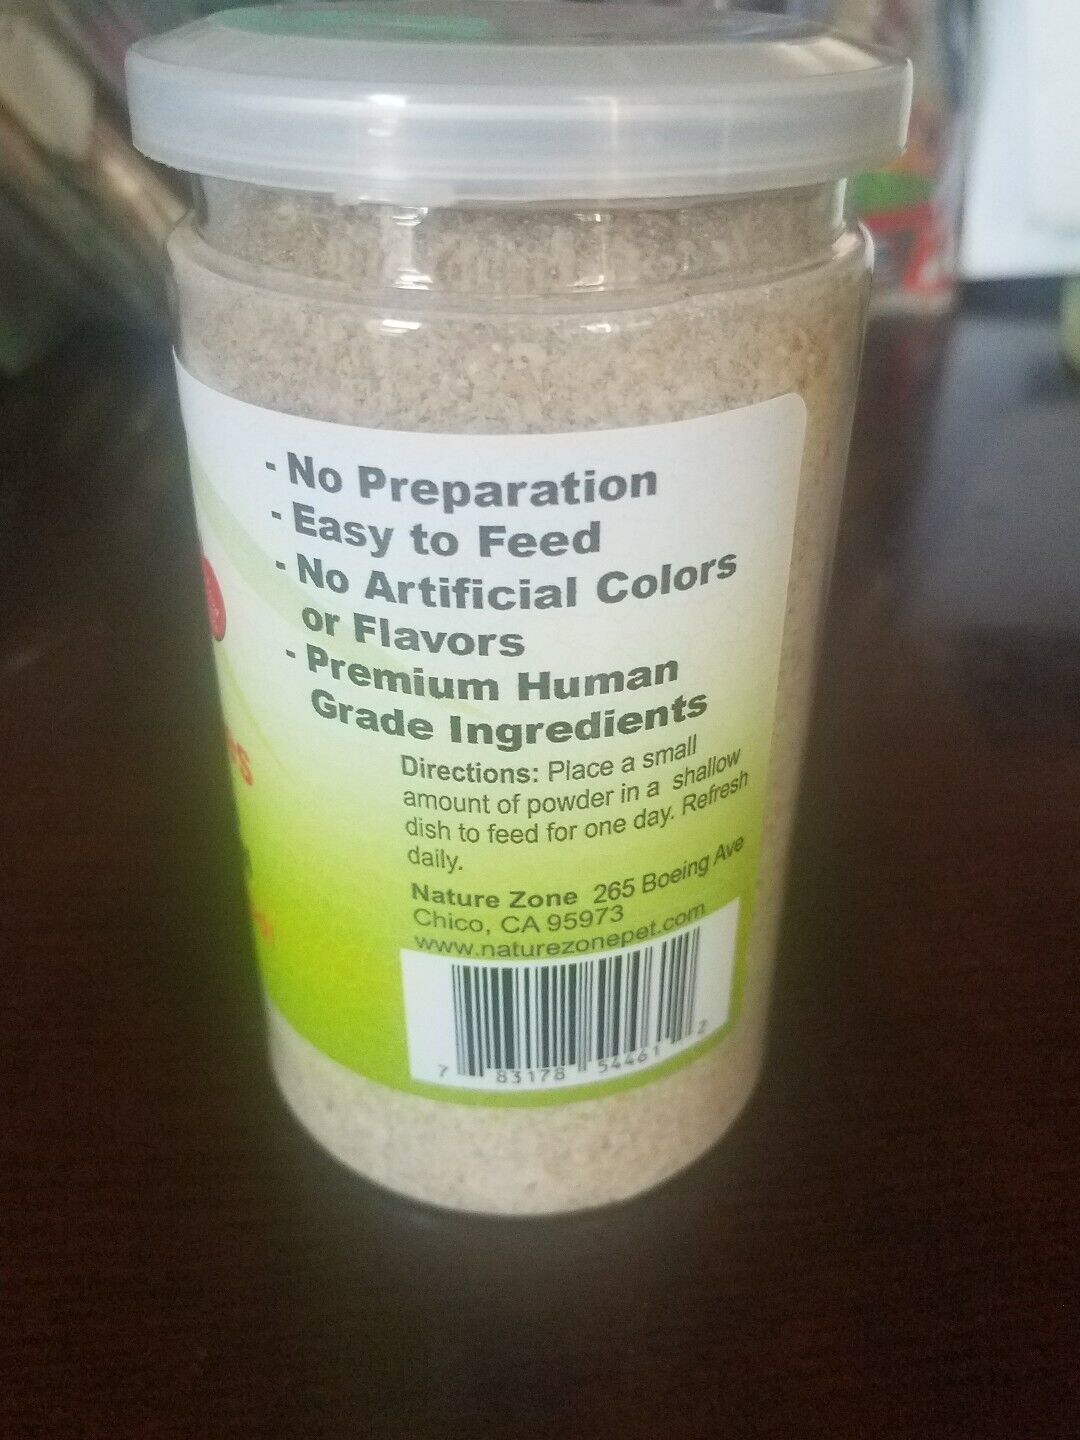 - No Preparation
- Easy to Feed
- No Artificial Colors
or Flavors
- Premium Human
Grade Ingredients
Directions: Place a small
amount of powder in a shallow
dish to feed for one day. Refresh
daily.
Nature Zone 265 Boeing Ave
Chico, CA 95973
www.naturezonepet.com
7 83178 54461 2